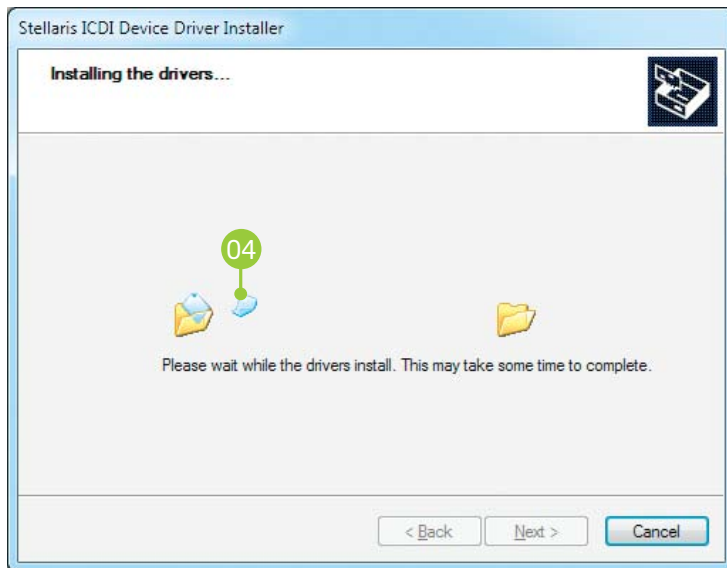 Stellaris ICDI Device Driver Installer
Installing the drivers...
04
Please wait while the drivers install. This may take some time to complete.
< Back Next > Cancel